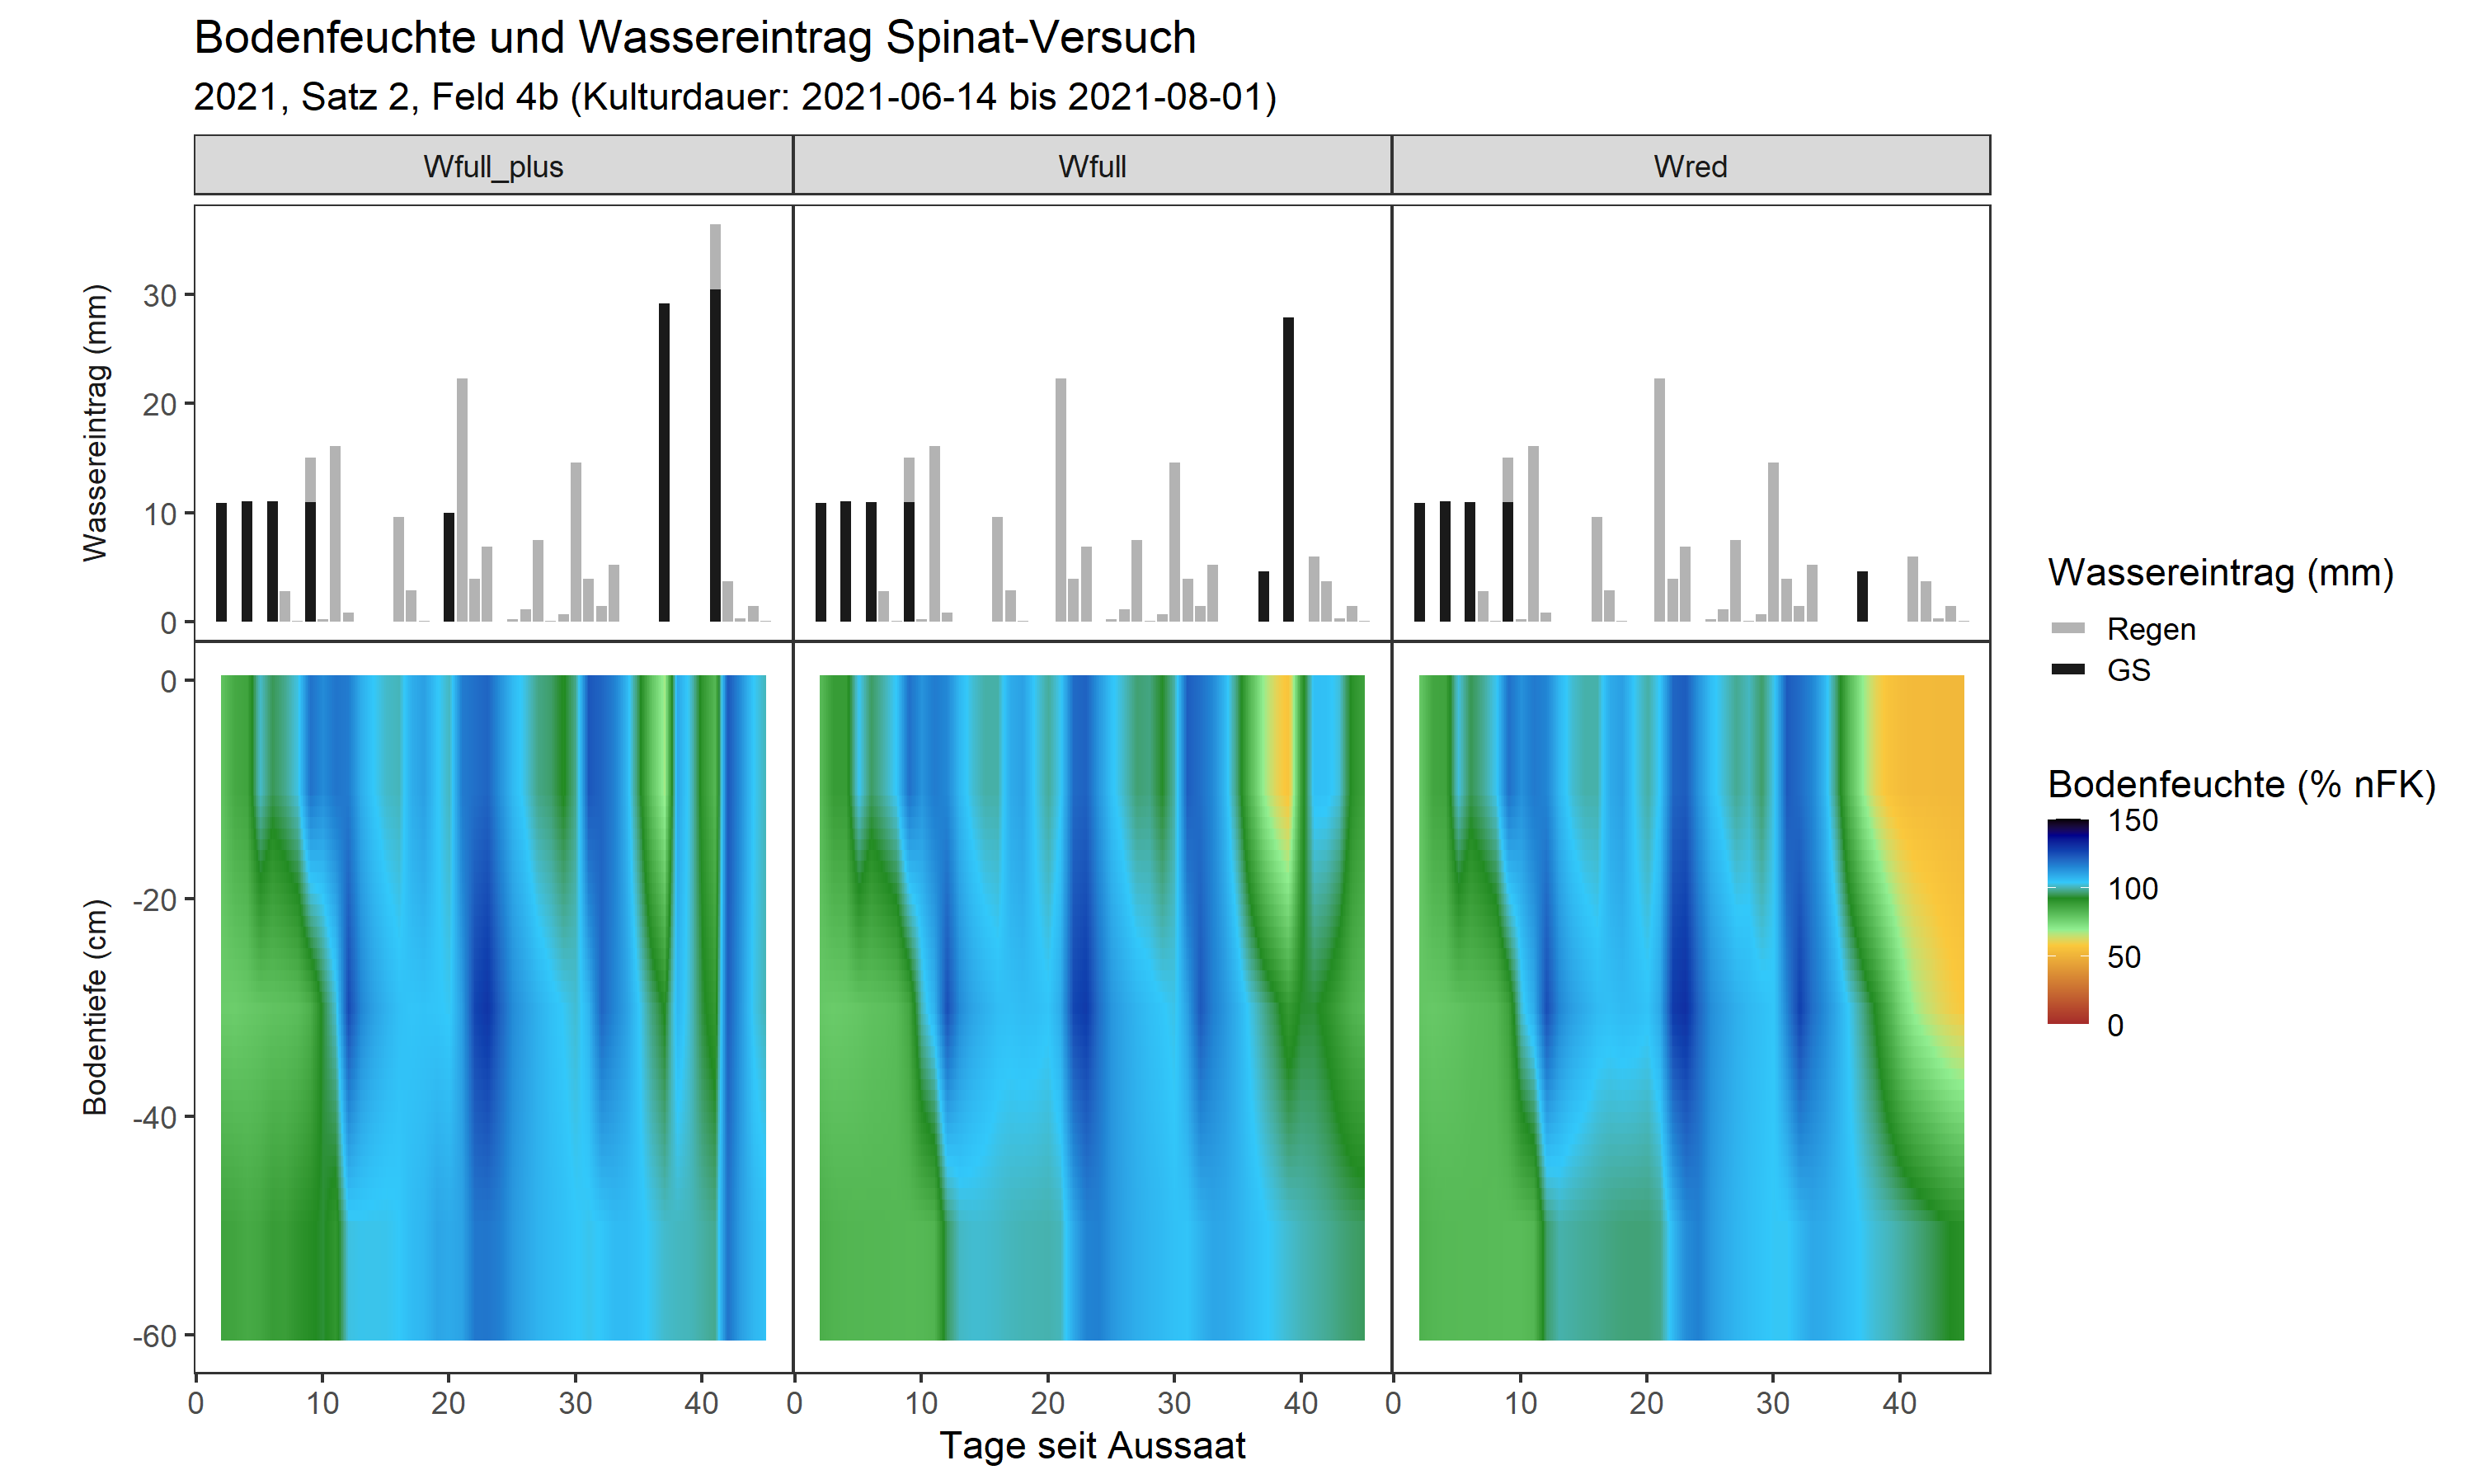 Bodenfeuchte und Wassereintrag Spinat-Versuch
2021, Satz 2, Feld 4b (Kulturdauer: 2021-06-14 bis 2021-08-01)
Wfull_plus
Wfull
Wred
Wassereintrag (mm)
30
20
10
0
Bodentiefe (cm)
0
-20
-40
-60
0 10 20 30 40
0 10 20 30 40
0 10 20 30 40
Tage seit Aussaat
Wassereintrag (mm)
Regen
GS
Bodenfeuchte (% nFK)
150
100
50
0